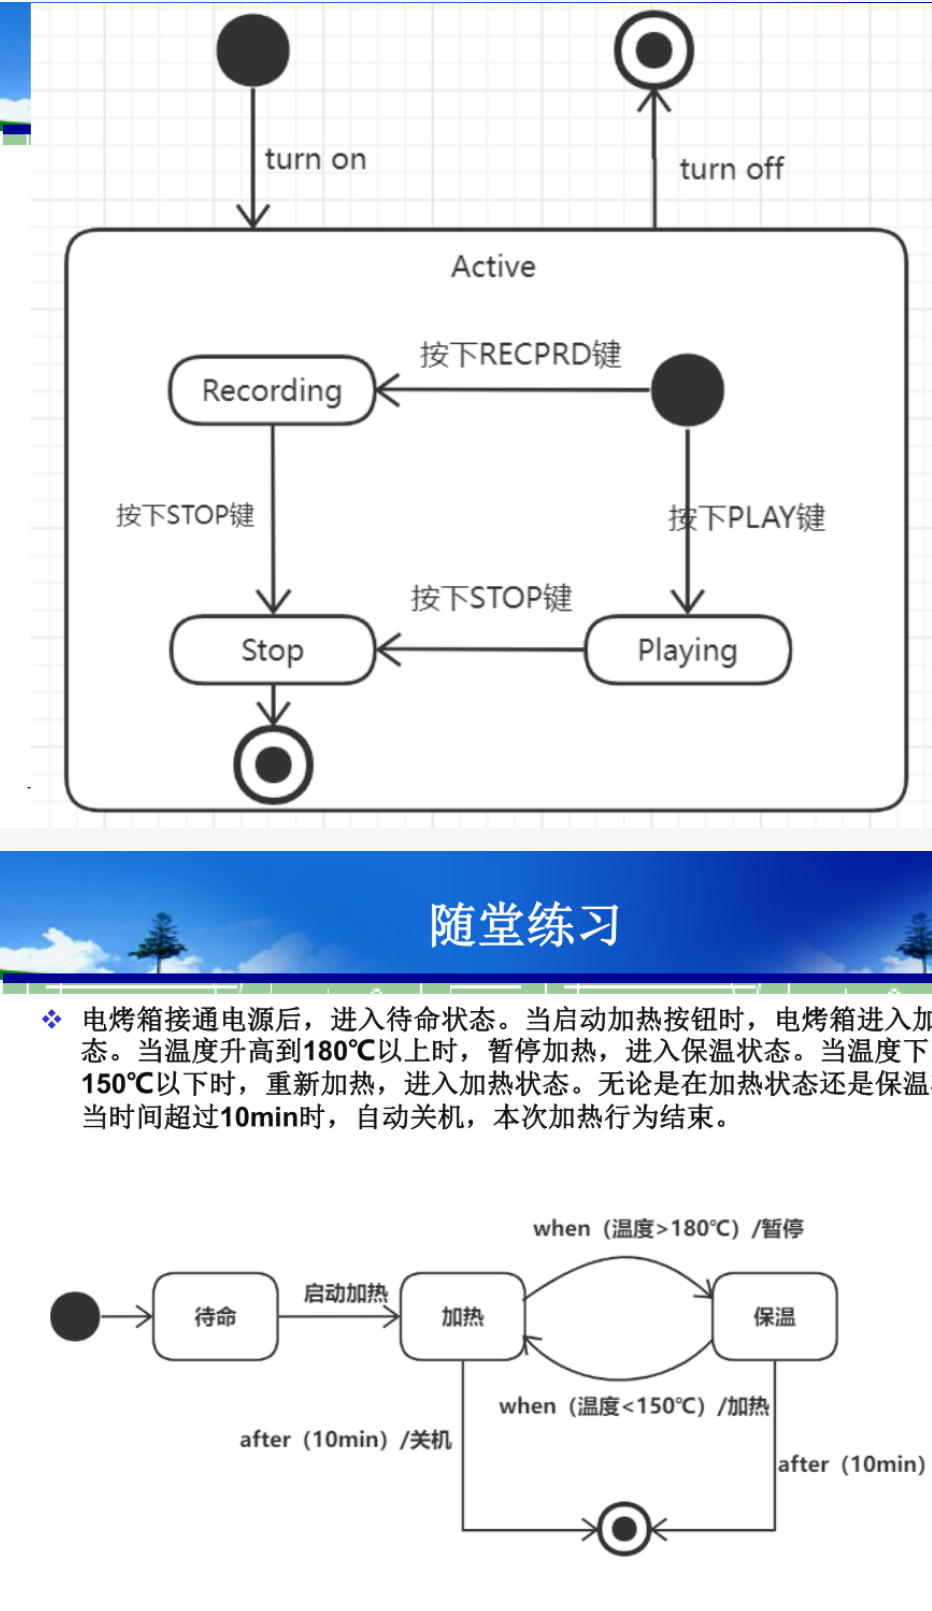 turn on
turn off
Active
按下RECPRD键
Recording
按下STOP键
按下PLAY键
按下STOP键
Stop
Playing
随堂练习
电烤箱接通电源后，进入待命状态。当启动加热按钮时，电烤箱进入加
态。当温度升高到180℃以上时，暂停加热，进入保温状态。当温度下
150℃以下时，重新加热，进入加热状态。无论是在加热状态还是保温
当时间超过10min时，自动关机，本次加热行为结束。
when（温度>180℃）/暂停
启动加热
待命
加热
保温
when（温度<150℃）/加热
after（10min）/关机
after（10min）